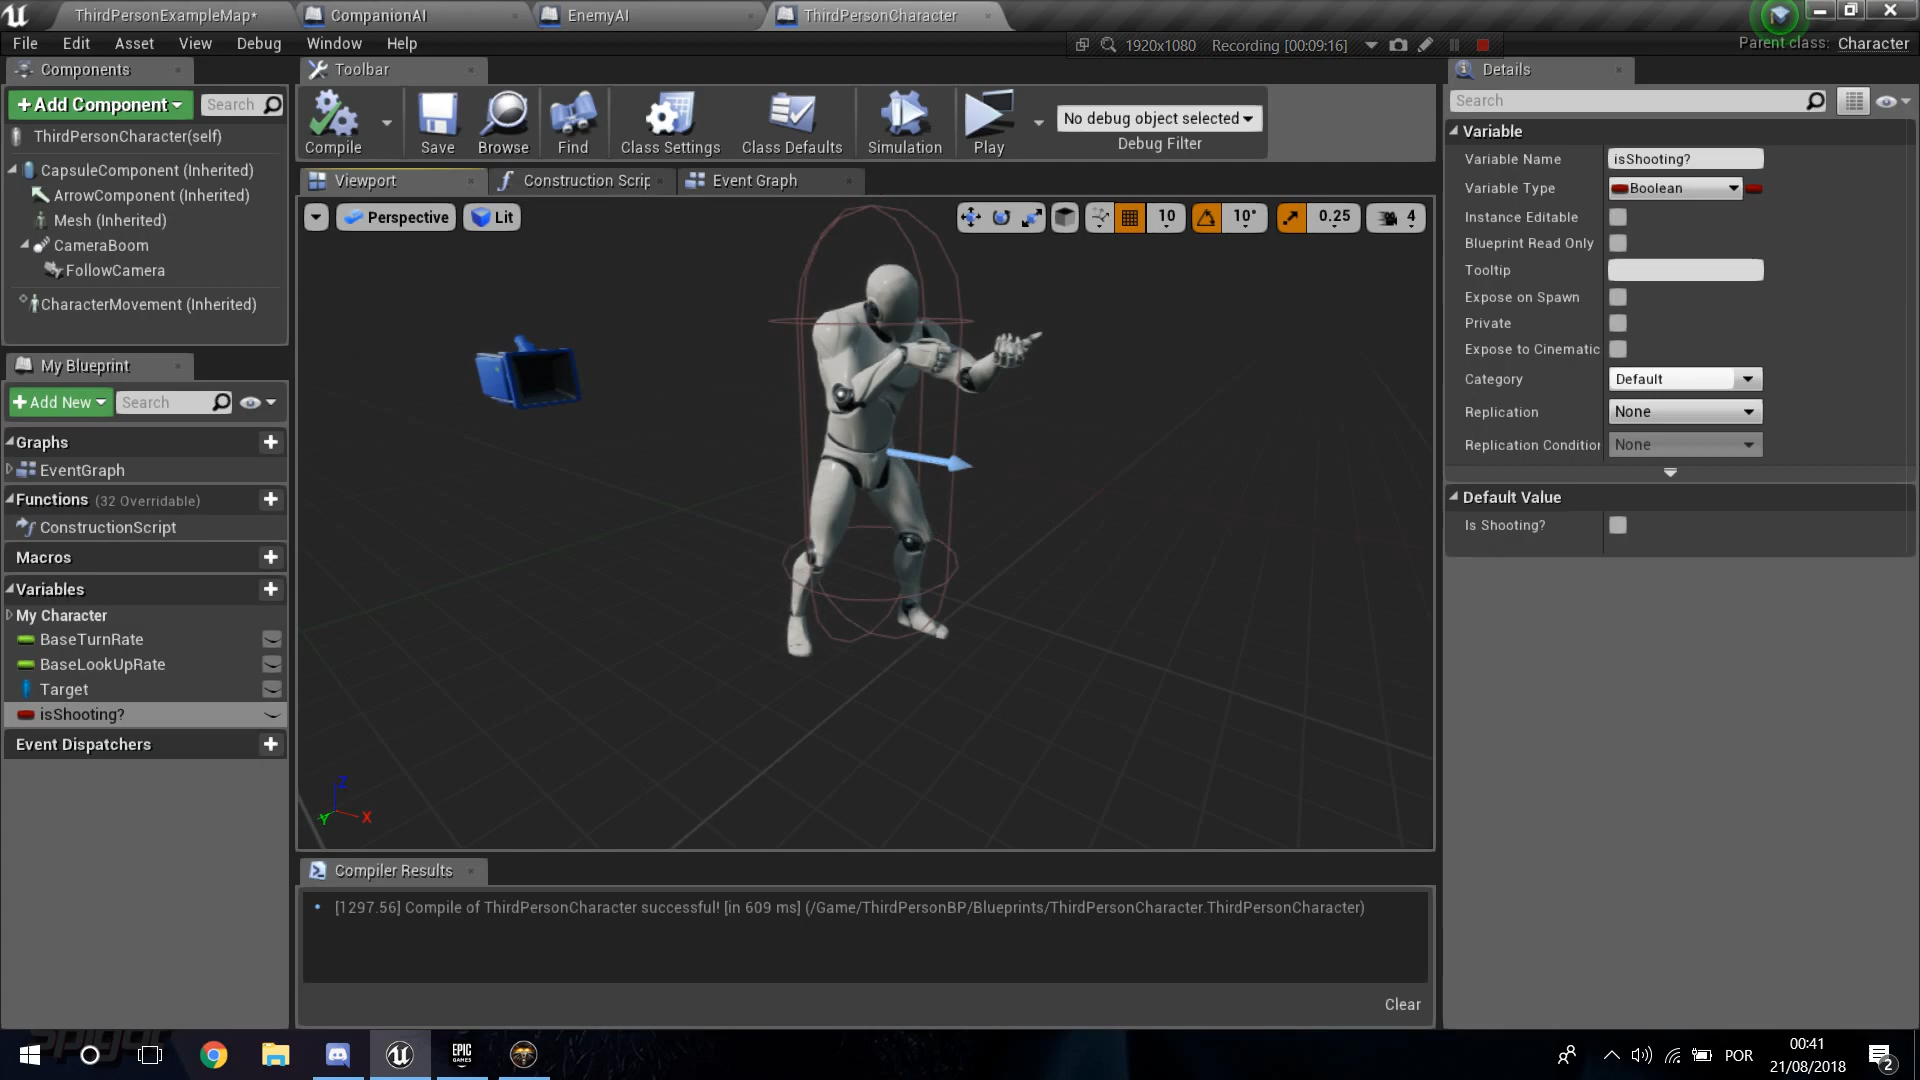 ThirdPersonExampleMap*
CompanionAI
EnemyAI
ThirdPersonCharacter
File Edit Asset View Debug Window Help
1920x1080 Recording [00:09:16]
Parent class: Character
Components
Toolbar
Details
+Add Component
Search
Compile
Save
Browse
Find
Class Settings
Class Defaults
Simulation
Play
No debug object selected
Debug Filter
Search
ThirdPersonCharacter(self)
CapsuleComponent (Inherited)
ArrowComponent (Inherited)
Mesh (Inherited)
CameraBoom
FollowCamera
CharacterMovement (Inherited)
Viewport
Construction Scrip
Event Graph
Perspective
Lit
10
10°
0.25
4
Z
Y
X
My Blueprint
+Add New
Search
Graphs
EventGraph
Functions (32 Overridable)
ConstructionScript
Macros
Variables
My Character
BaseTurnRate
BaseLookUpRate
Target
isShooting?
Event Dispatchers
Variable
Variable Name isShooting?
Variable Type Boolean
Instance Editable
Blueprint Read Only
Tooltip
Expose on Spawn
Private
Expose to Cinematic
Category Default
Replication None
Replication Condition None
Default Value
Is Shooting?
Compiler Results
[1297.56] Compile of ThirdPersonCharacter successful! [in 609 ms] (/Game/ThirdPersonBP/Blueprints/ThirdPersonCharacter.ThirdPersonCharacter)
Clear
EPIC
GAMES
POR
00:41
21/08/2018
2